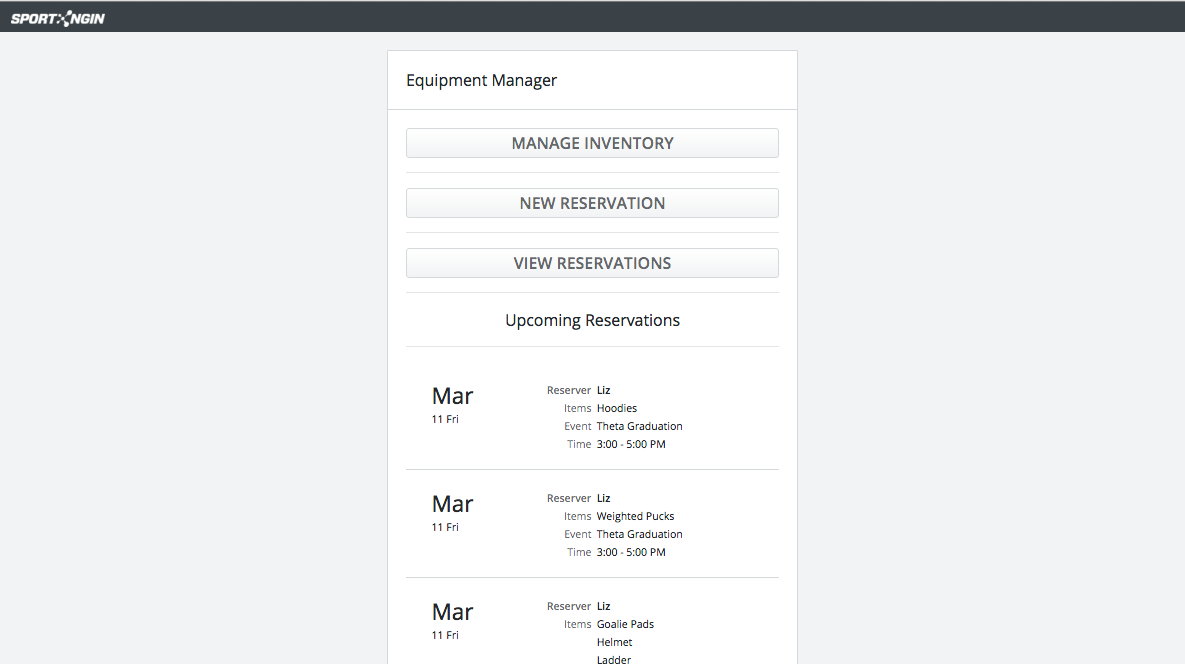 SPORT NGIN
Equipment Manager
MANAGE INVENTORY
NEW RESERVATION
VIEW RESERVATIONS
Upcoming Reservations
Mar
11 Fri
Reserver Liz
Items Hoodies
Event Theta Graduation
Time 3:00 - 5:00 PM
Mar
11 Fri
Reserver Liz
Items Weighted Pucks
Event Theta Graduation
Time 3:00 - 5:00 PM
Mar
11 Fri
Reserver Liz
Items Goalie Pads
Helmet
Ladder